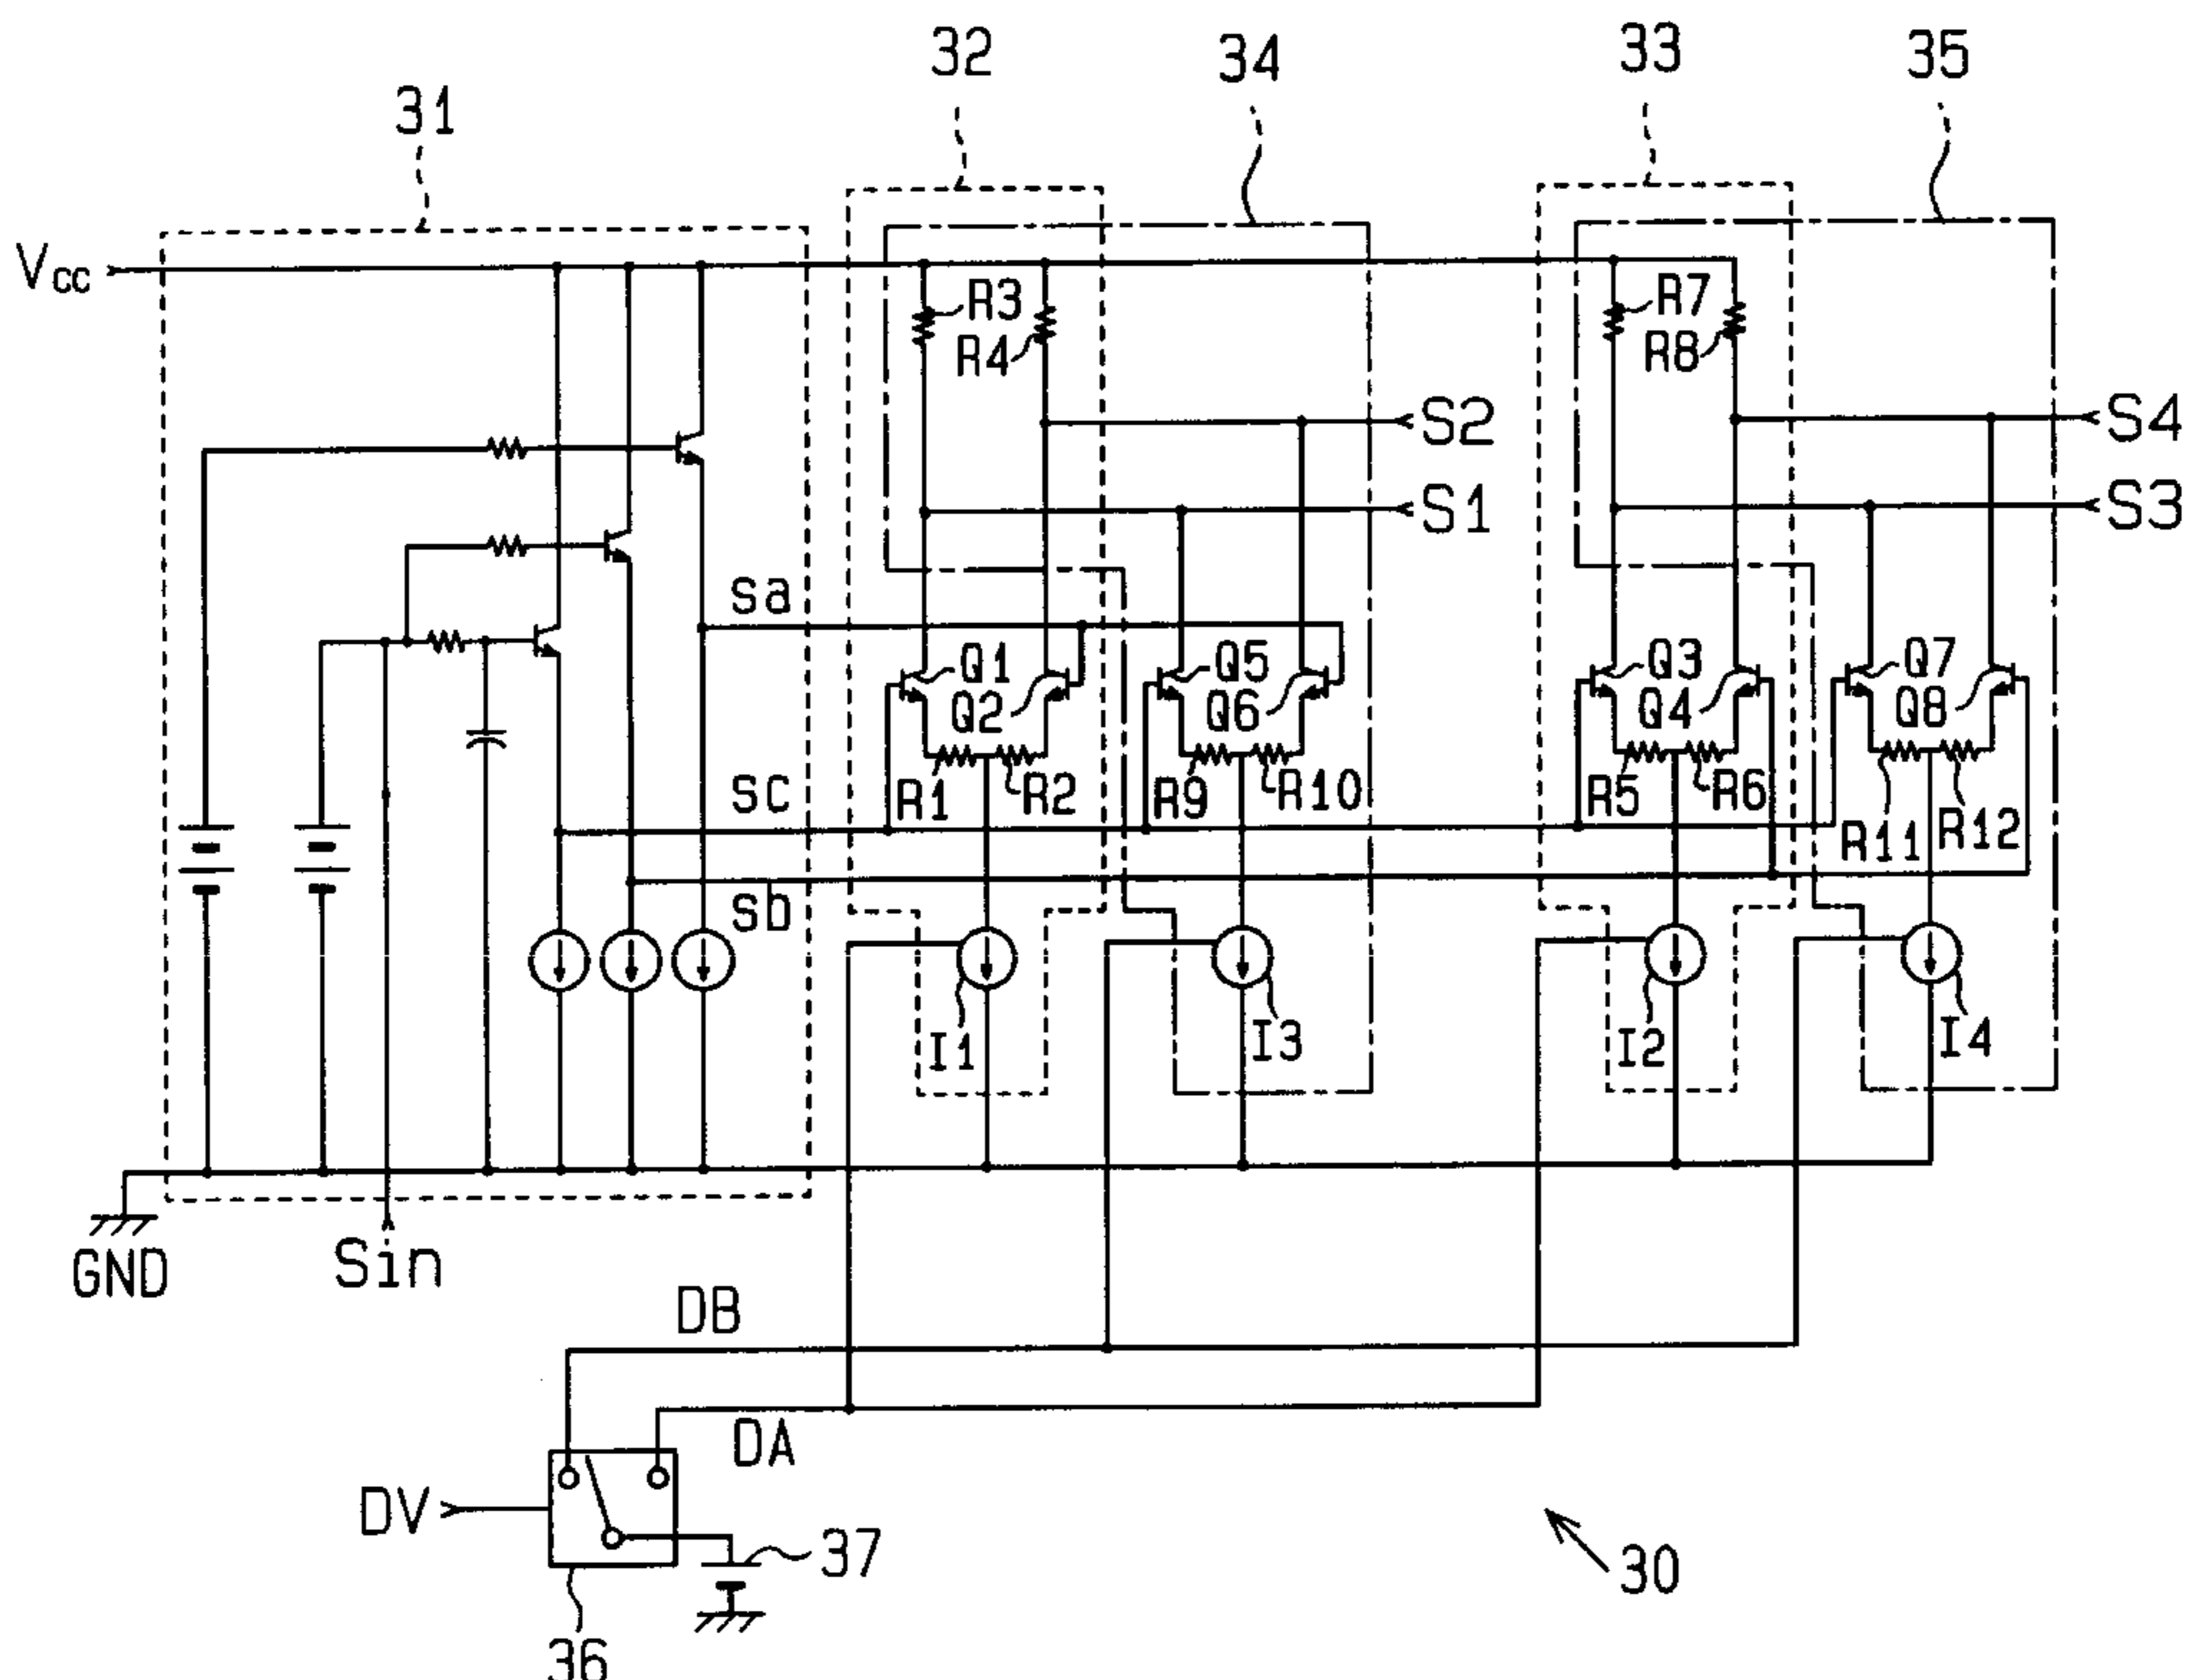 32
34
33
35
31
Vcc
R3
R4
R7
R8
S2
S4
S1
S3
Sa
Q1
Q2
Q5
Q6
Q3
Q4
Q7
Q8
Sc
R1
R2
R9
R10
R5
R6
R11
R12
Sb
I1
I3
I2
I4
GND
Sin
DB
DA
DV
37
30
36